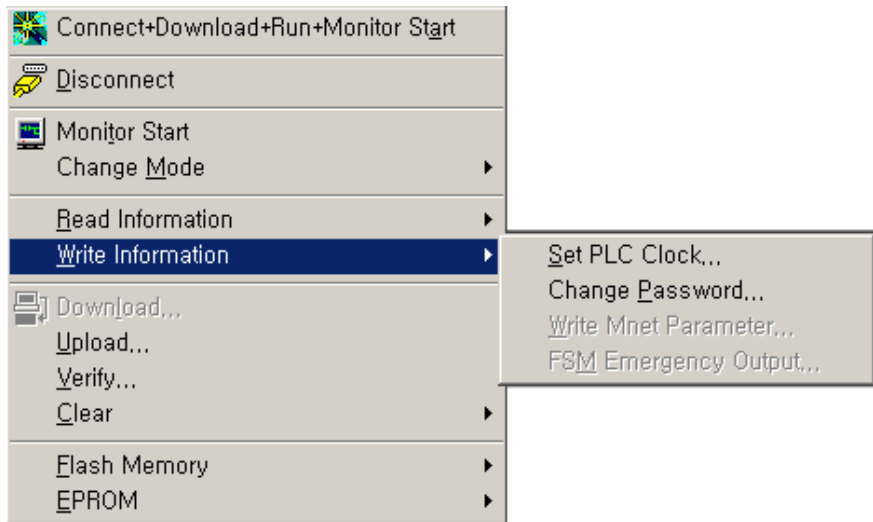 Connect+Download+Run+Monitor Start
Disconnect
Monitor Start
Change Mode
Read Information
Write Information
Set PLC Clock...
Change Password...
Write Mnet Parameter...
FSM Emergency Output...
Download...
Upload...
Verify...
Clear
Flash Memory
EPROM